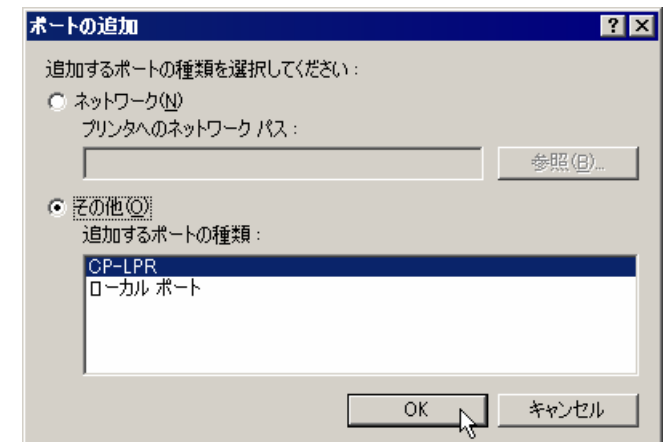 ポートの追加
追加するポートの種類を選択してください：
ネットワーク(N)
プリンタへのネットワーク パス：
参照(B)...
その他(O)
追加するポートの種類：
CP-LPR
ローカル ポート
OK
キャンセル